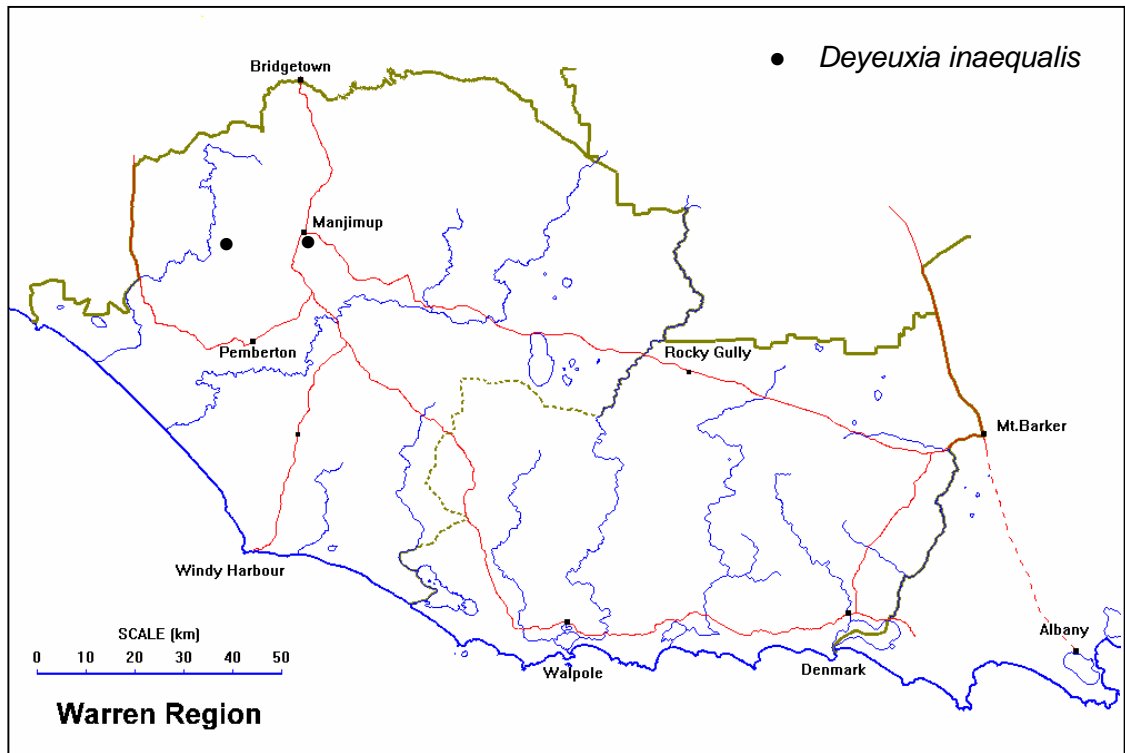 Deyeuxia inaequalis
Bridgetown
Manjimup
Pemberton
Rocky Gully
Mt.Barker
Windy Harbour
SCALE (km)
0 10 20 30 40 50
Walpole
Denmark
Albany
Warren Region